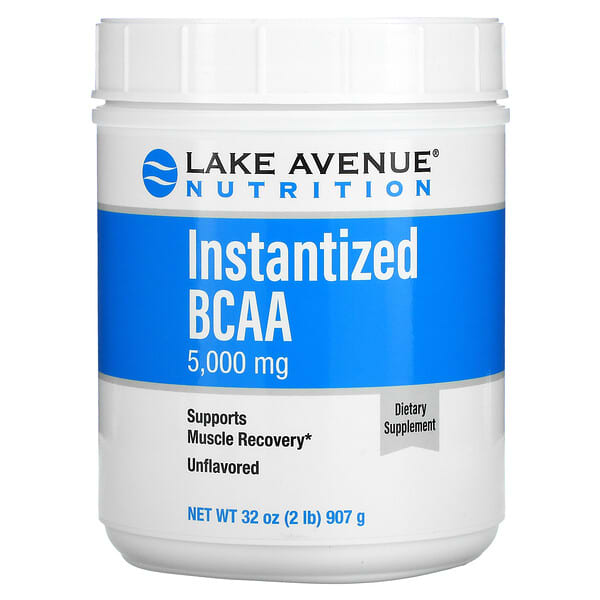 LAKE AVENUE®
NUTRITION
Instantized
BCAA
5,000 mg
Supports
Muscle Recovery*
Unflavored
Dietary
Supplement
NET WT 32 oz (2 lb) 907 g